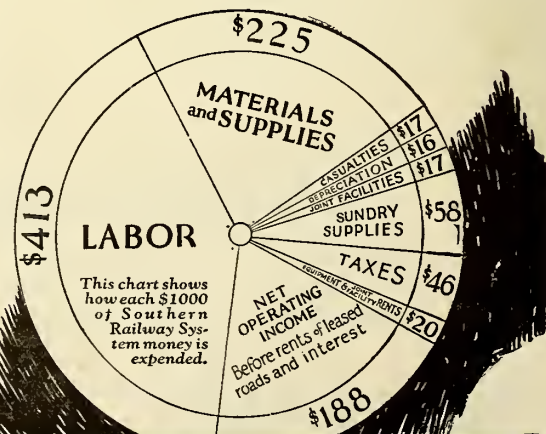 $225
MATERIALS
and SUPPLIES
CASUALTIES $17
DEPRECIATION $16
JOINT FACILITIES $17
SUNDRY
SUPPLIES
$58
TAXES $46
JOINT
EQUIPMENT & FACILITY RENTS $20
NET
OPERATING
INCOME
Before rents of leased
roads and interest
$188
$413
LABOR
This chart shows
how each $1000
of Southern
Railway Sys-
tem money is
expended.